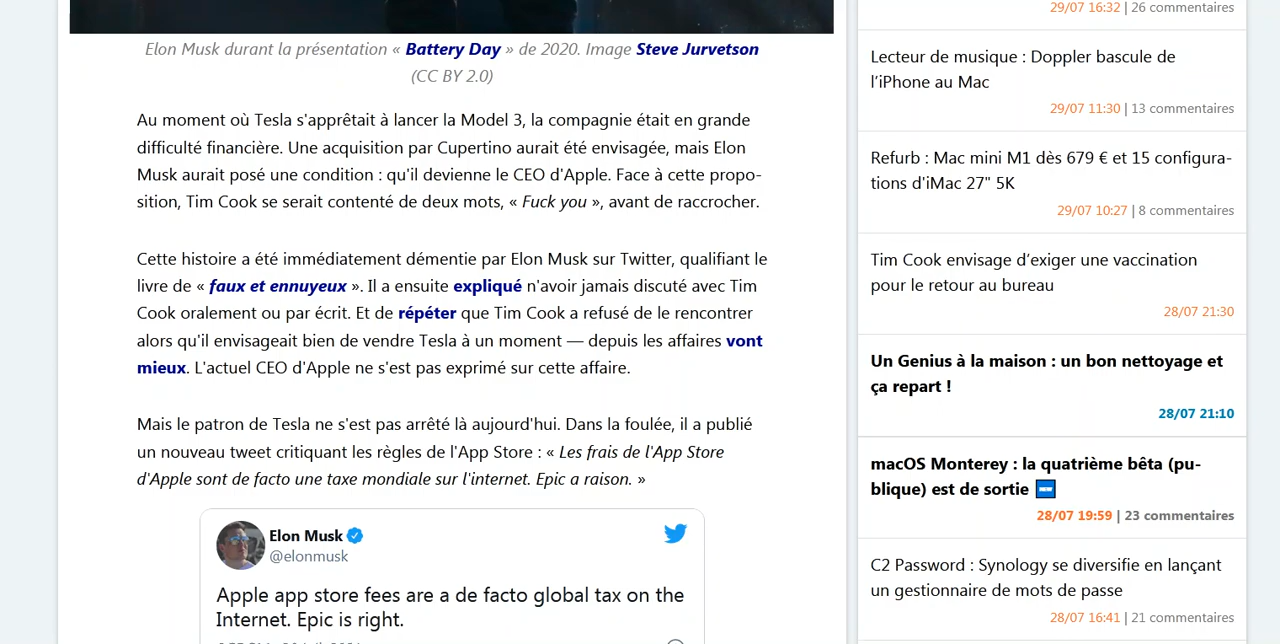 Elon Musk durant la présentation « Battery Day » de 2020. Image Steve Jurvetson
(CC BY 2.0)
Au moment où Tesla s'apprêtait à lancer la Model 3, la compagnie était en grande
difficulté financière. Une acquisition par Cupertino aurait été envisagée, mais Elon
Musk aurait posé une condition : qu'il devienne le CEO d'Apple. Face à cette propo-
sition, Tim Cook se serait contenté de deux mots, « Fuck you », avant de raccrocher.
Cette histoire a été immédiatement démentie par Elon Musk sur Twitter, qualifiant le
livre de « faux et ennuyeux ». Il a ensuite expliqué n'avoir jamais discuté avec Tim
Cook oralement ou par écrit. Et de répéter que Tim Cook a refusé de le rencontrer
alors qu'il envisageait bien de vendre Tesla à un moment — depuis les affaires vont
mieux. L'actuel CEO d'Apple ne s'est pas exprimé sur cette affaire.
Mais le patron de Tesla ne s'est pas arrêté là aujourd'hui. Dans la foulée, il a publié
un nouveau tweet critiquant les règles de l'App Store : « Les frais de l'App Store
d'Apple sont de facto une taxe mondiale sur l'internet. Epic a raison. »
Elon Musk
@elonmusk
Apple app store fees are a de facto global tax on the
Internet. Epic is right.
29/07 16:32 | 26 commentaires
Lecteur de musique : Doppler bascule de
l’iPhone au Mac
29/07 11:30 | 13 commentaires
Refurb : Mac mini M1 dès 679 € et 15 configura-
tions d'iMac 27" 5K
29/07 10:27 | 8 commentaires
Tim Cook envisage d’exiger une vaccination
pour le retour au bureau
28/07 21:30
Un Genius à la maison : un bon nettoyage et
ça repart !
28/07 21:10
macOS Monterey : la quatrième bêta (pu-
blique) est de sortie 🆕
28/07 19:59 | 23 commentaires
C2 Password : Synology se diversifie en lançant
un gestionnaire de mots de passe
28/07 16:41 | 21 commentaires